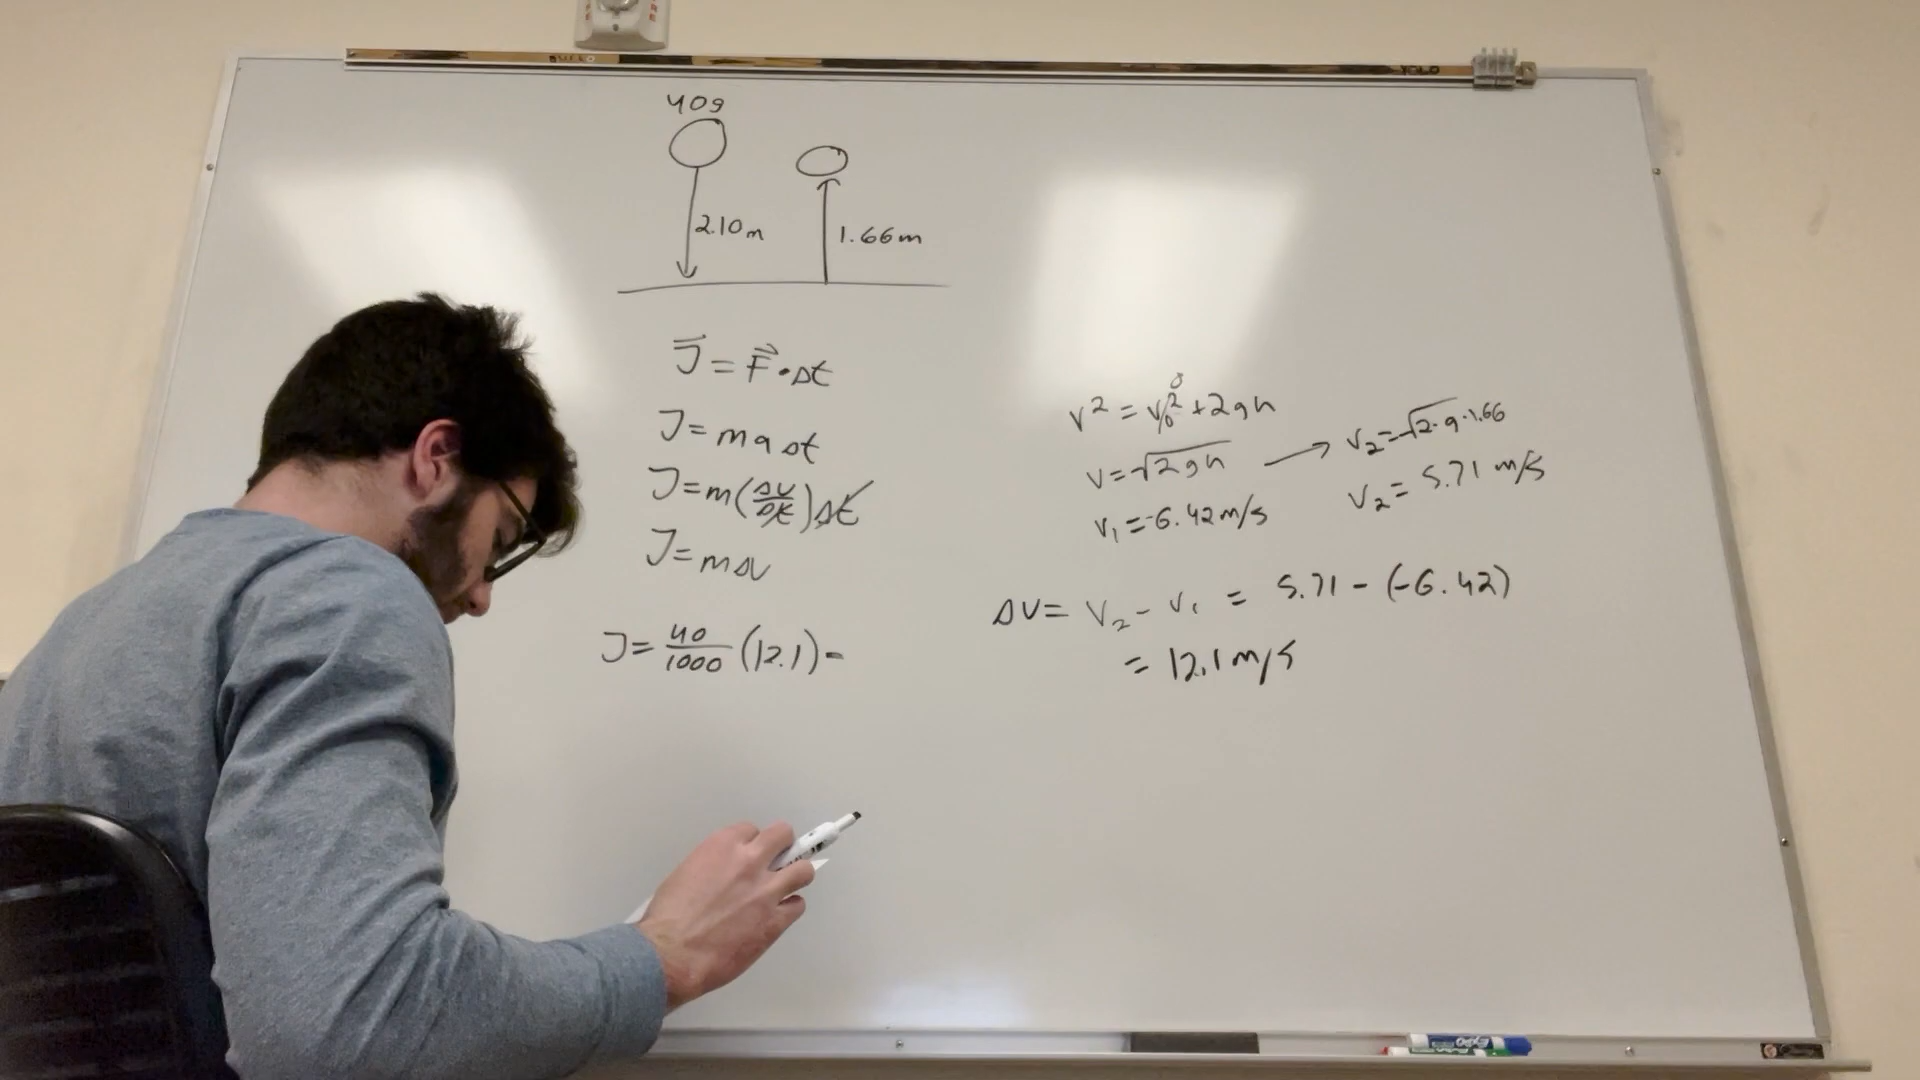 40g
2.10m
1.66m
J⃗ = F⃗ · Δt
J = m a Δt
J = m(Δv/Δt)Δt
J = mΔv
J = 40/1000 (12.1) =
v² = v₀² + 2gh
0
v = √2gh
v₁ = -6.42 m/s
v₂ = √2·g·1.66
v₂ = 5.71 m/s
Δv = v₂ - v₁ = 5.71 - (-6.42)
= 12.1 m/s
YOLO